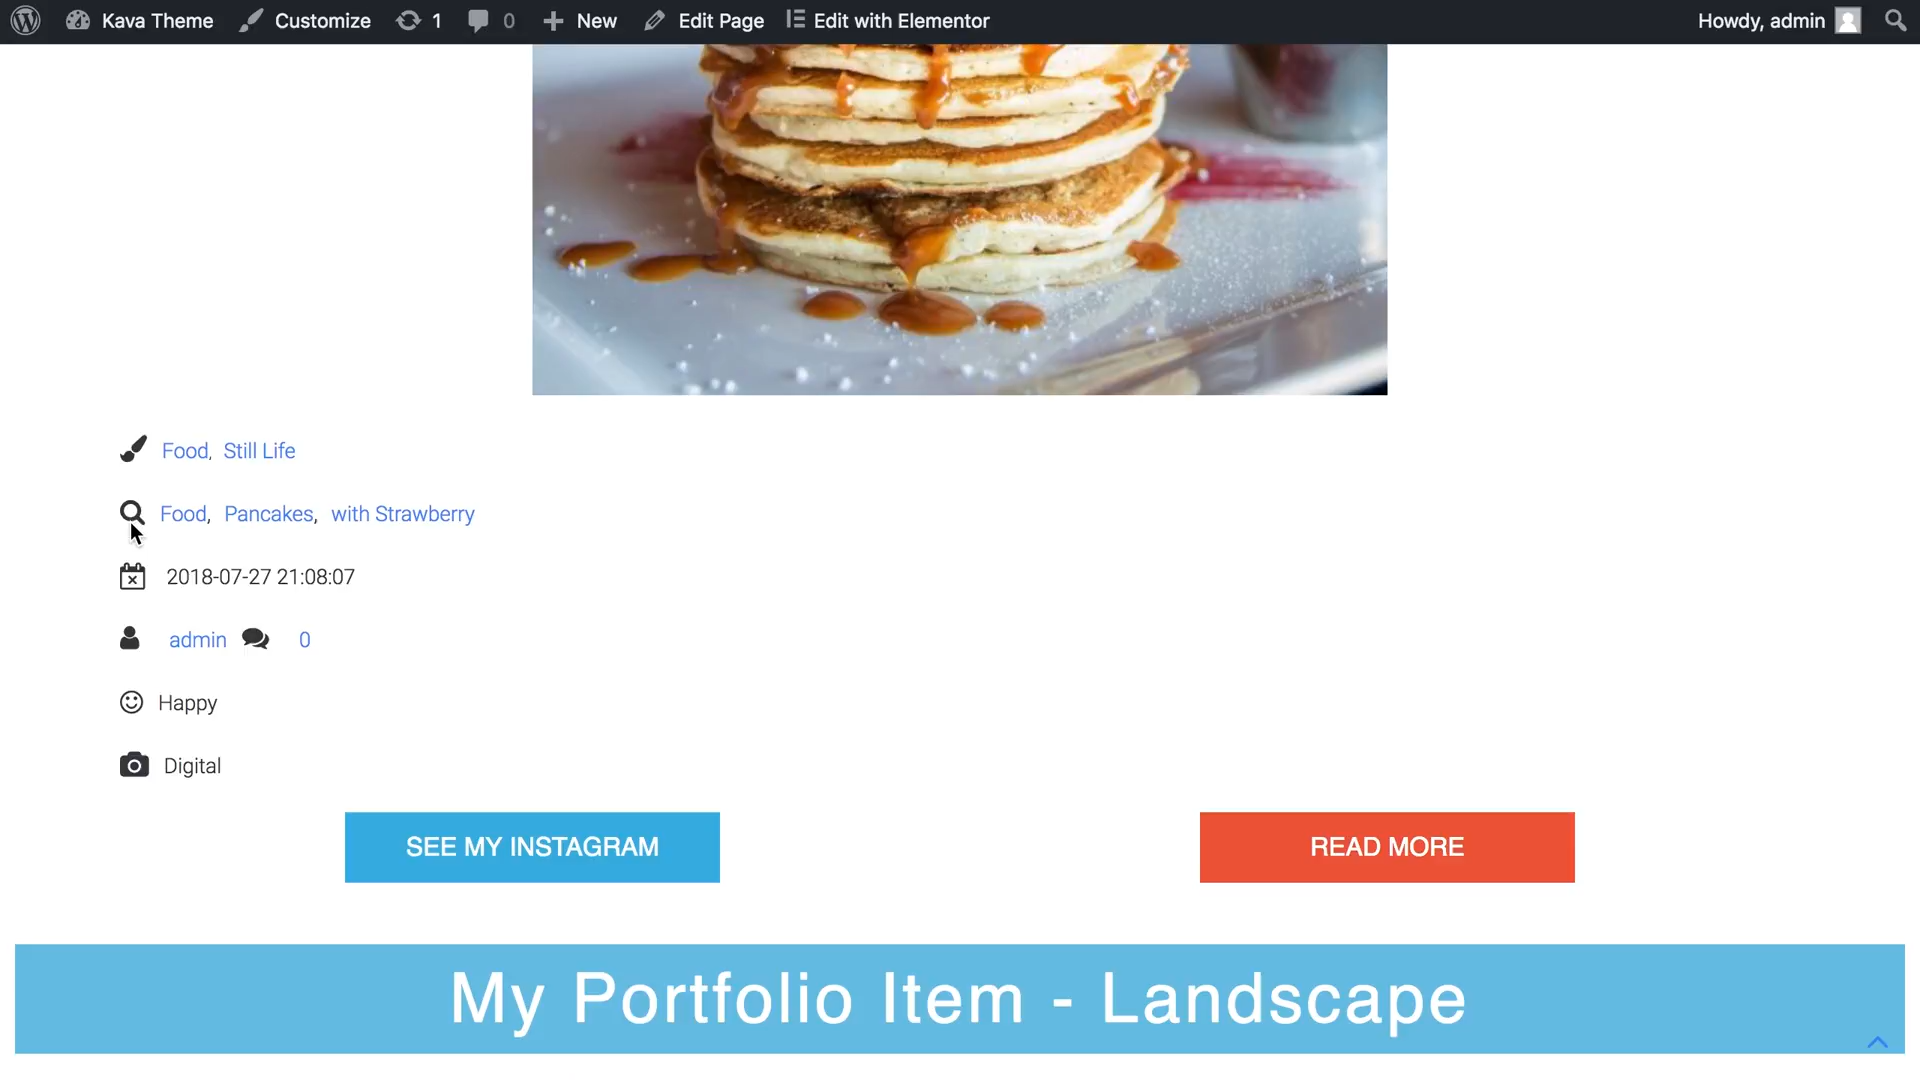 Kava Theme Customize 1 0 New Edit Page Edit with Elementor Howdy, admin
Food, Still Life
Food, Pancakes, with Strawberry
2018-07-27 21:08:07
admin 0
Happy
Digital
SEE MY INSTAGRAM READ MORE
My Portfolio Item - Landscape